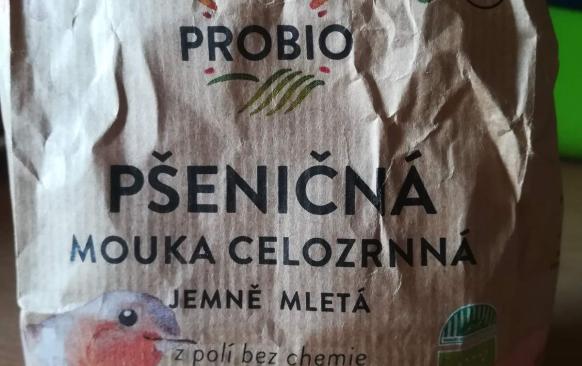 PROBIO
PŠENIČNÁ
MOUKA CELOZRNNÁ
JEMNĚ MLETÁ
z polí bez chemie